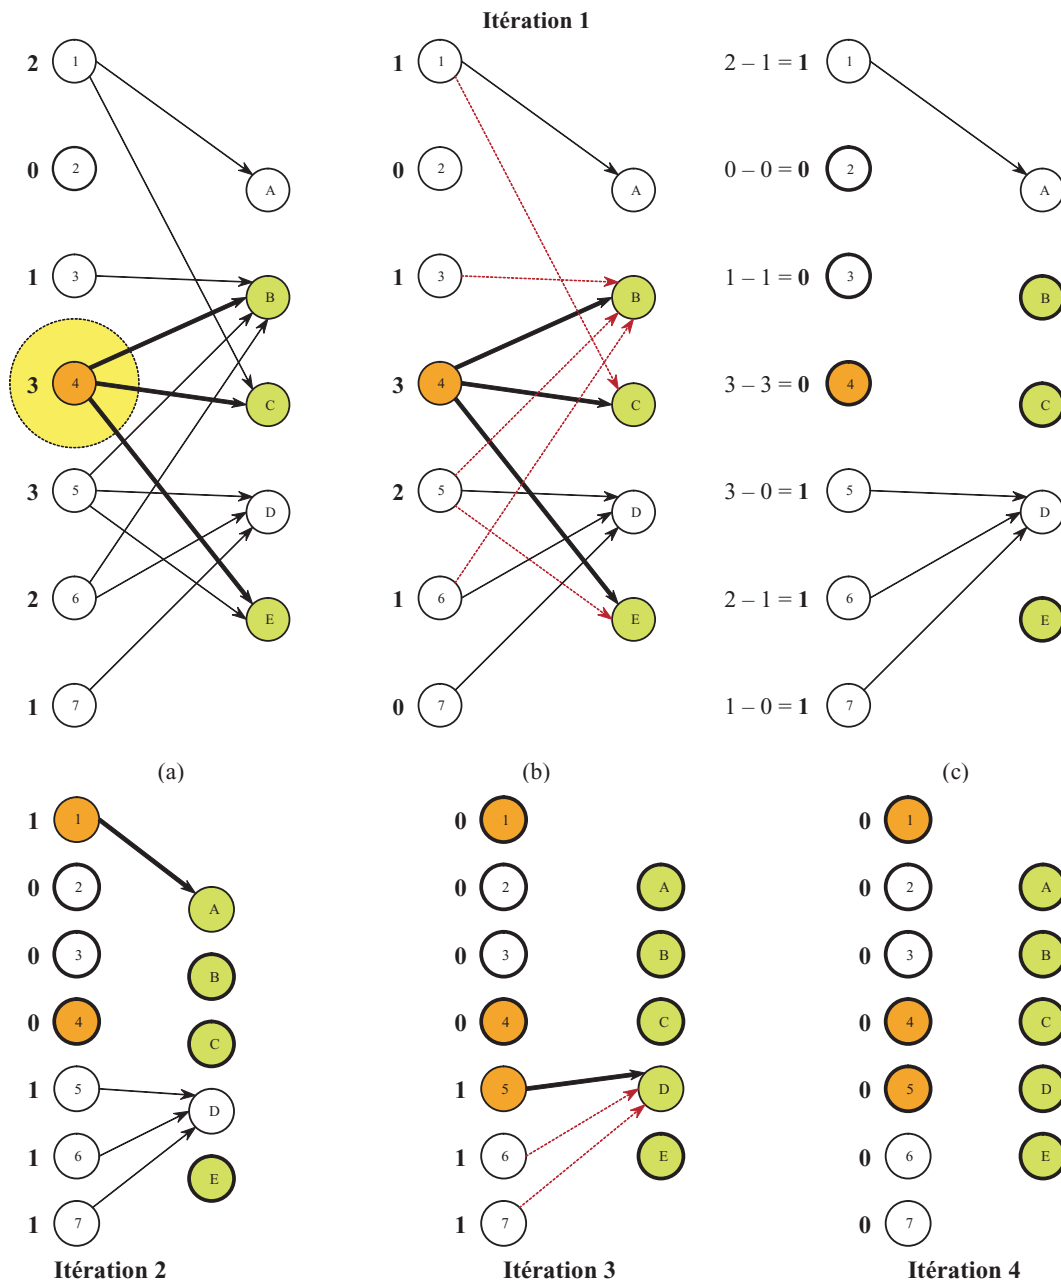 Itération 1
2 1 1 1 2 – 1 = 1 1
A A A
0 2 0 2 0 – 0 = 0 2
1 3 1 3 1 – 1 = 0 3
B B B
3 4 3 4 3 – 3 = 0 4
C C C
3 5 2 5 3 – 0 = 1 5
D D D
2 6 1 6 2 – 1 = 1 6
E E E
1 7 0 7 1 – 0 = 1 7
(a) (b) (c)
1 1 0 1 0 1
0 2 A 0 2 A 0 2 A
0 3 B 0 3 B 0 3 B
0 4 C 0 4 C 0 4 C
1 5 D 1 5 D 0 5 D
1 6 E 1 6 E 0 6 E
1 7 1 7 0 7
Itération 2 Itération 3 Itération 4